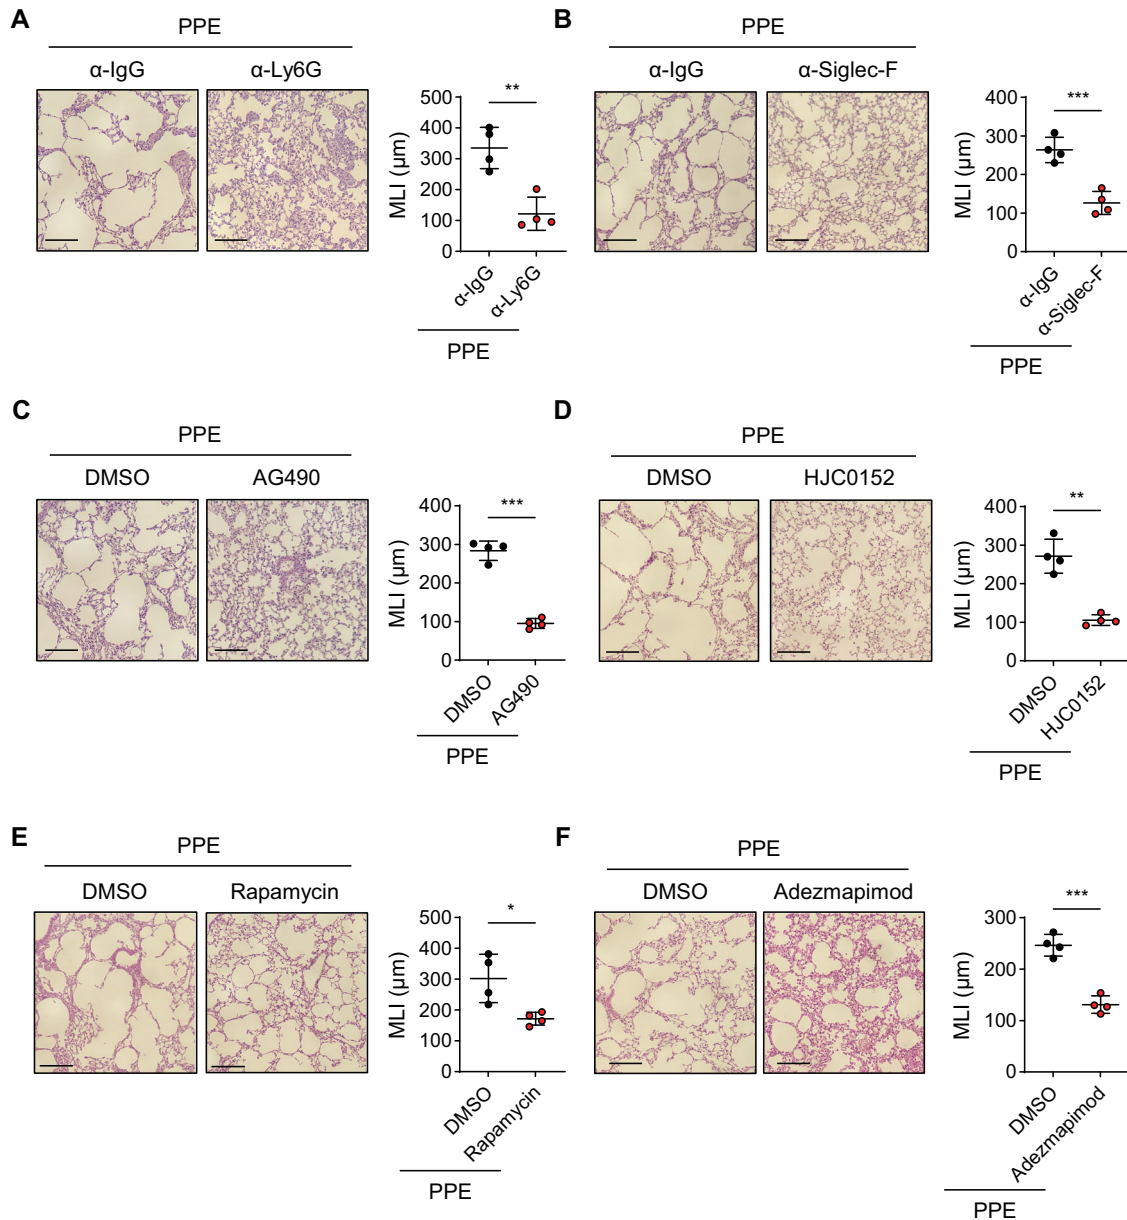 A
PPE
α-IgG
α-Ly6G
MLI (µm)
500
400
300
200
100
0
**
α-IgG
α-Ly6G
PPE
B
PPE
α-IgG
α-Siglec-F
MLI (µm)
400
300
200
100
0
***
α-IgG
α-Siglec-F
PPE
C
PPE
DMSO
AG490
MLI (µm)
400
300
200
100
0
***
DMSO
AG490
PPE
D
PPE
DMSO
HJC0152
MLI (µm)
400
300
200
100
0
**
DMSO
HJC0152
PPE
E
PPE
DMSO
Rapamycin
MLI (µm)
500
400
300
200
100
0
*
DMSO
Rapamycin
PPE
F
PPE
DMSO
Adezmapimod
MLI (µm)
300
200
100
0
***
DMSO
Adezmapimod
PPE